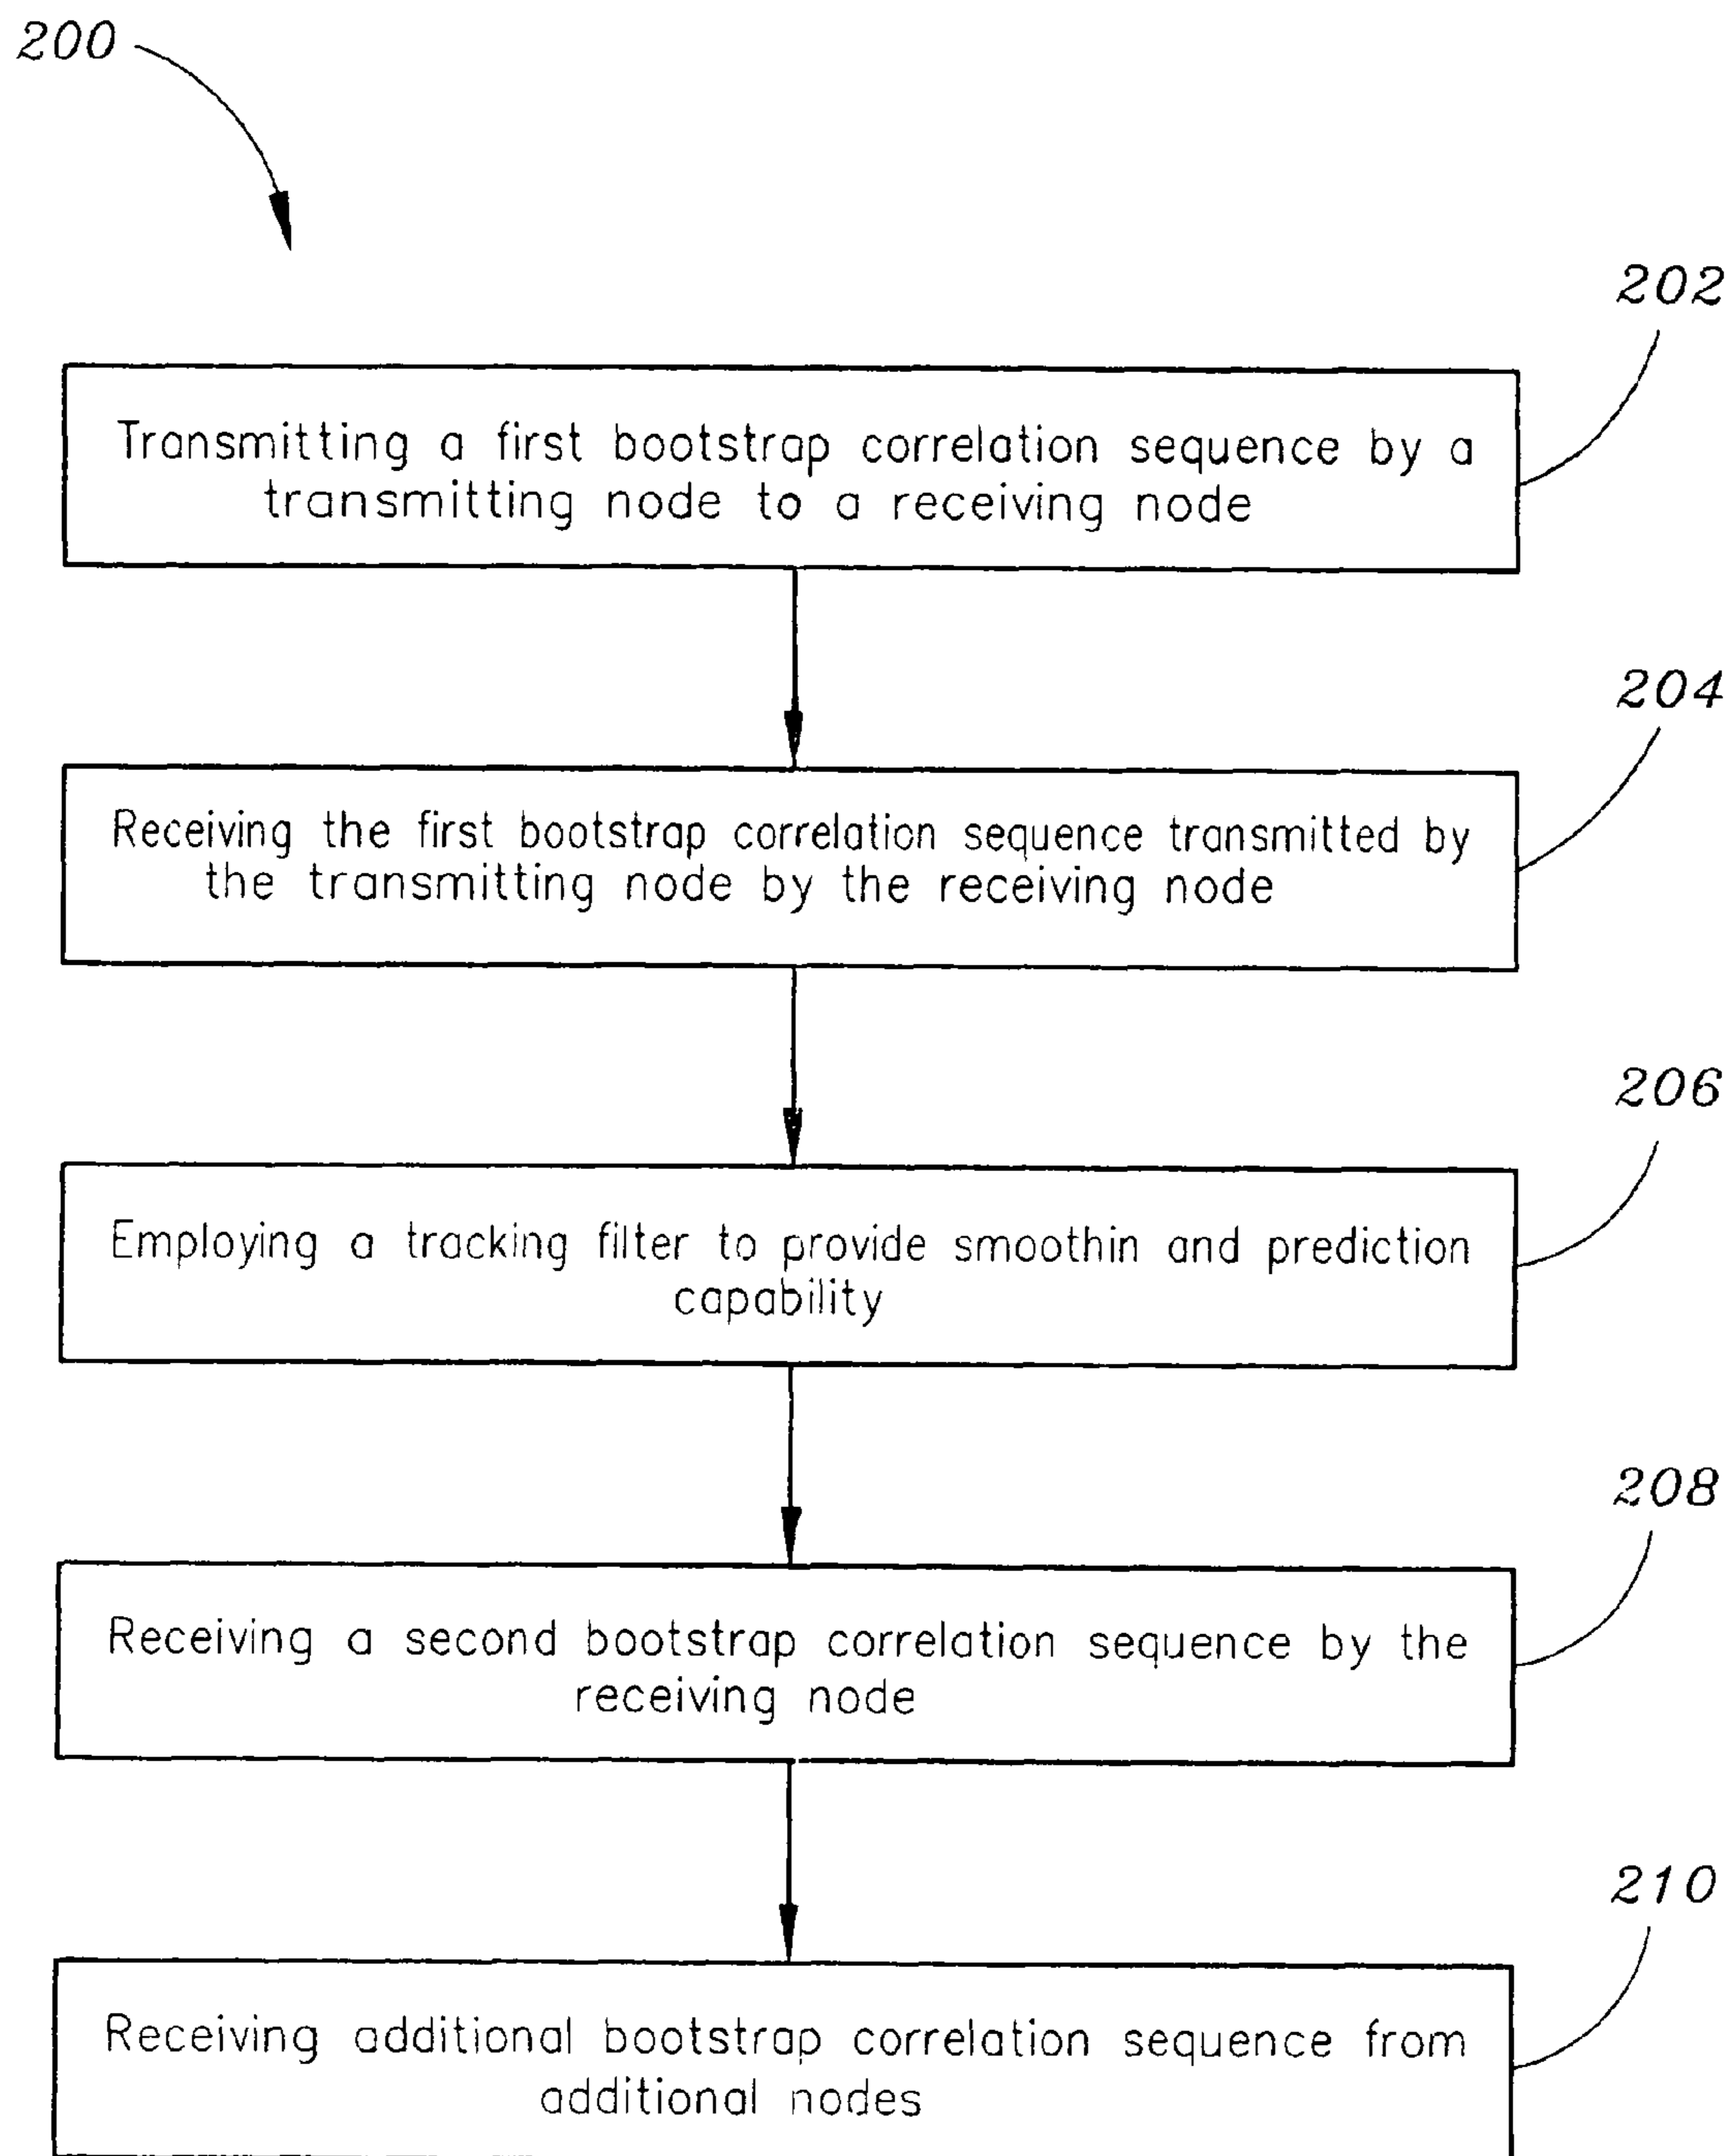 200
202
Transmitting a first bootstrap correlation sequence by a
transmitting node to a receiving node
204
Receiving the first bootstrap correlation sequence transmitted by
the transmitting node by the receiving node
206
Employing a tracking filter to provide smoothin and prediction
capability
208
Receiving a second bootstrap correlation sequence by the
receiving node
210
Receiving additional bootstrap correlation sequence from
additional nodes